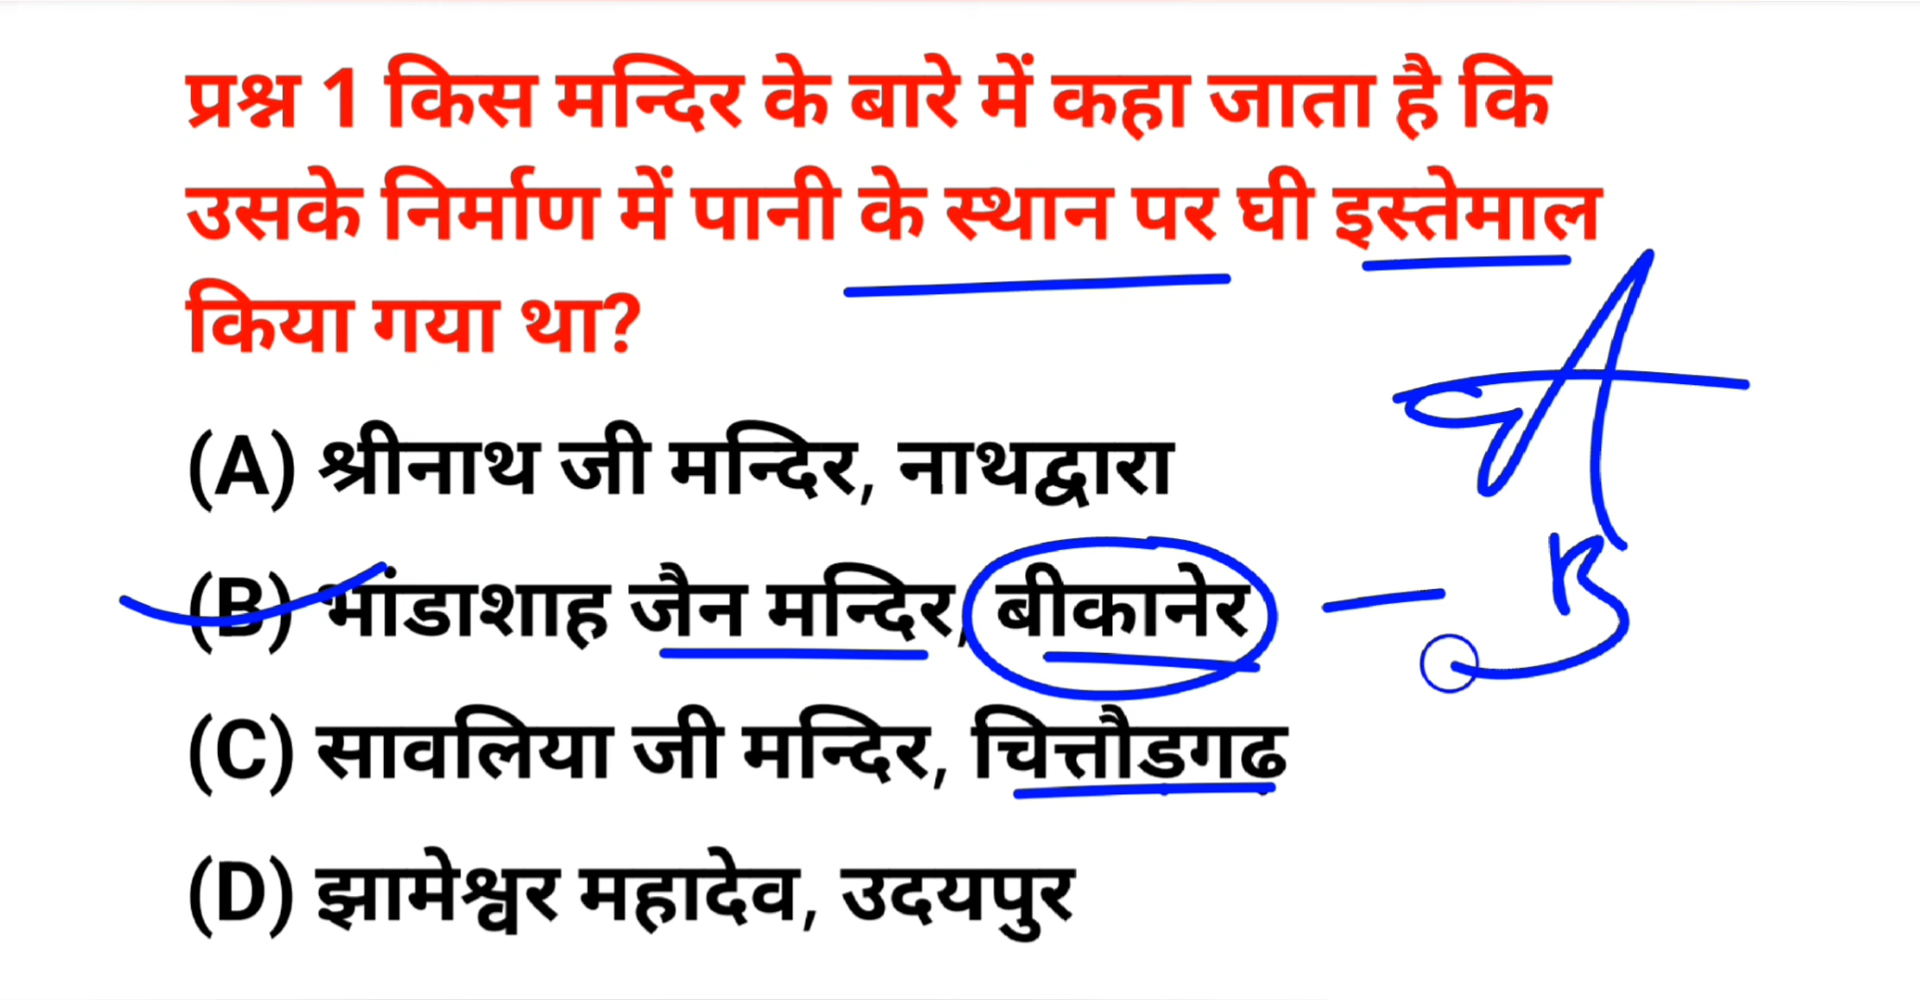 प्रश्न 1 किस मन्दिर के बारे में कहा जाता है कि
उसके निर्माण में पानी के स्थान पर घी इस्तेमाल
किया गया था?
A
(A) श्रीनाथ जी मन्दिर, नाथद्वारा
(B) भांडाशाह जैन मन्दिर, बीकानेर – B
(C) सावलिया जी मन्दिर, चित्तौडगढ
(D) झामेश्वर महादेव, उदयपुर